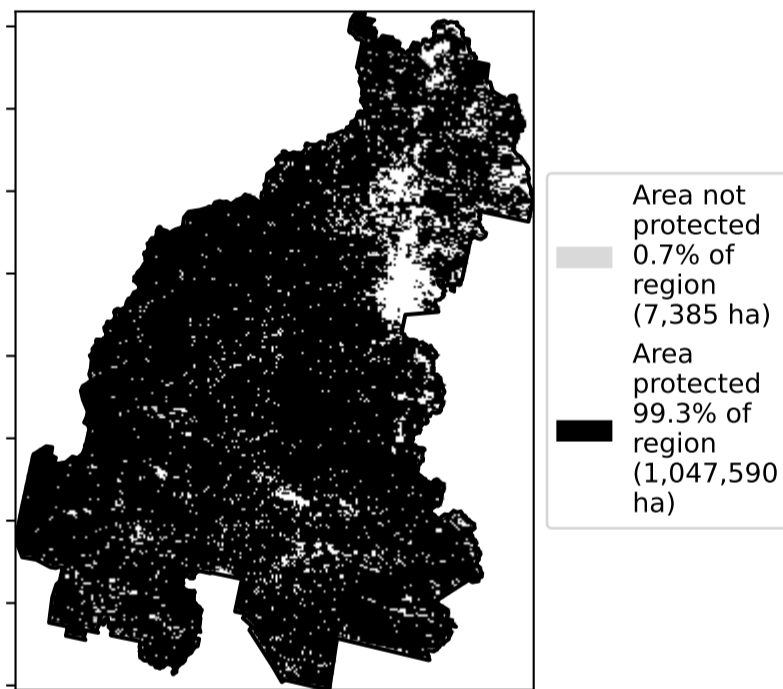 Area not
protected
0.7% of
region
(7,385 ha)
Area
protected
99.3% of
region
(1,047,590
ha)